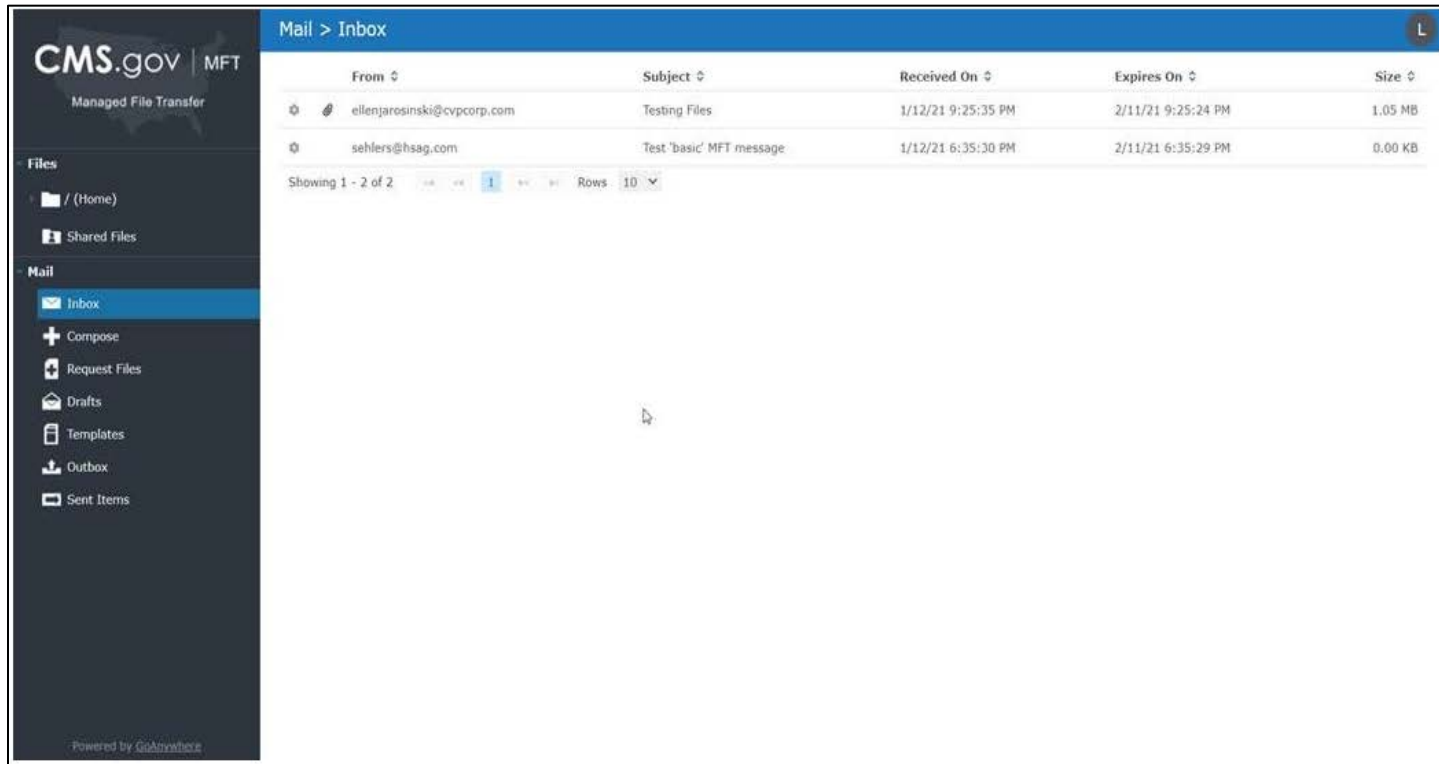 CMS.gov | MFT
Managed File Transfer
Files
/ (Home)
Shared Files
Mail
Inbox
Compose
Request Files
Drafts
Templates
Outbox
Sent Items
Powered by GoAnywhere
Mail > Inbox
L
From Subject Received On Expires On Size
ellenjarosinski@cvpcorp.com Testing Files 1/12/21 9:25:35 PM 2/11/21 9:25:24 PM 1.05 MB
sehlers@hsag.com Test 'basic' MFT message 1/12/21 6:35:30 PM 2/11/21 6:35:29 PM 0.00 KB
Showing 1 - 2 of 2 1 Rows 10